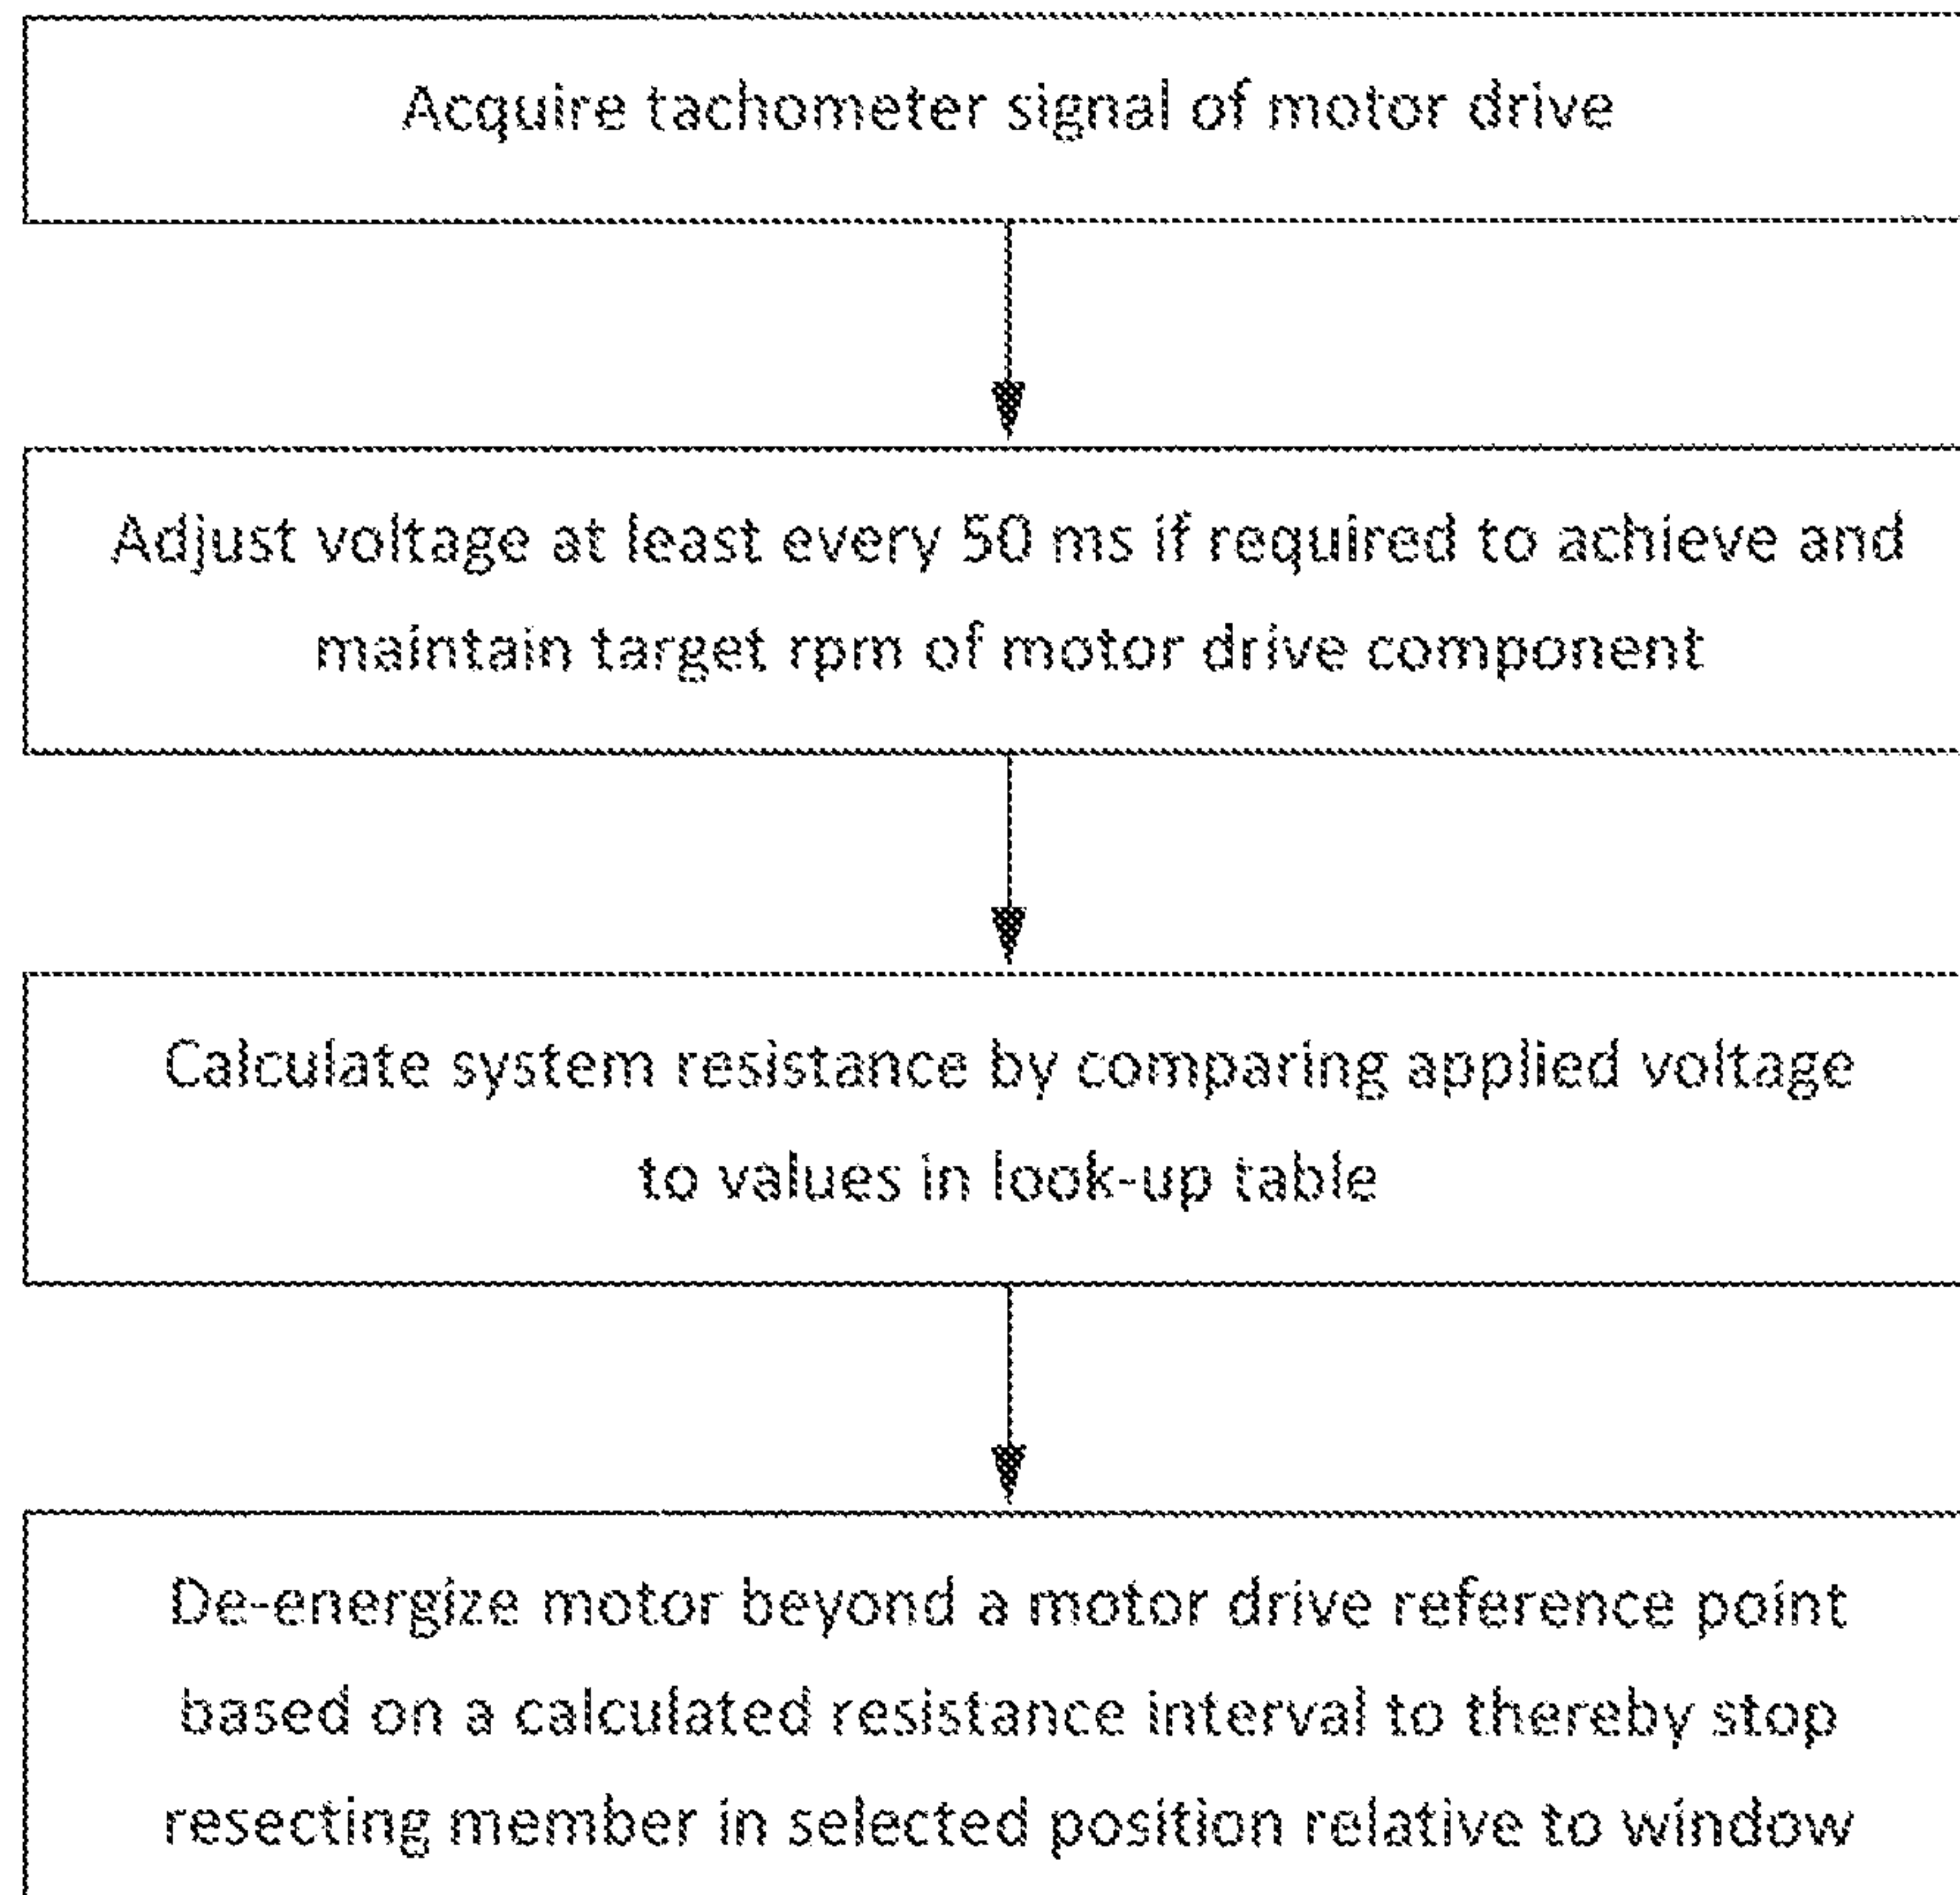 Acquire tachometer signal of motor drive
Adjust voltage at least every 50 ms if required to achieve and
maintain target rpm of motor drive component
Calculate system resistance by comparing applied voltage
to values in look-up table
De-energize motor beyond a motor drive reference point
based on a calculated resistance interval to thereby stop
resecting member in selected position relative to window